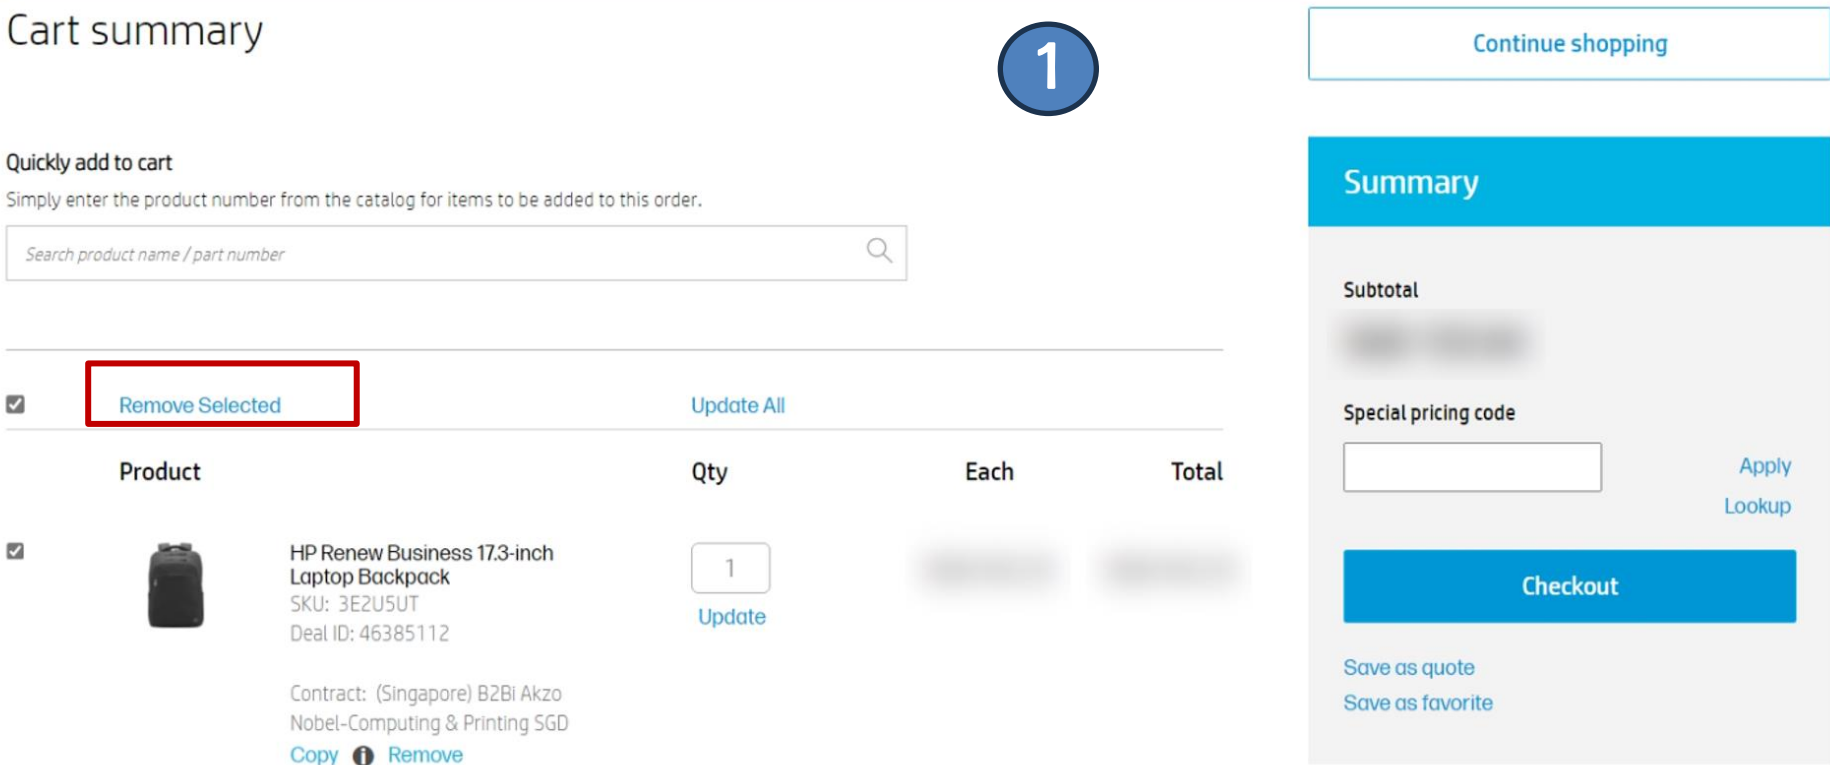 Cart summary
1
Continue shopping
Quickly add to cart
Simply enter the product number from the catalog for items to be added to this order.
Search product name / part number
Remove Selected
Update All
Product
Qty
Each
Total
HP Renew Business 17.3-inch
Laptop Backpack
SKU: 3E2U5UT
Deal ID: 46385112
1
Update
Contract: (Singapore) B2Bi Akzo
Nobel-Computing & Printing SGD
Copy i Remove
Summary
Subtotal
Special pricing code
Apply
Lookup
Checkout
Save as quote
Save as favorite